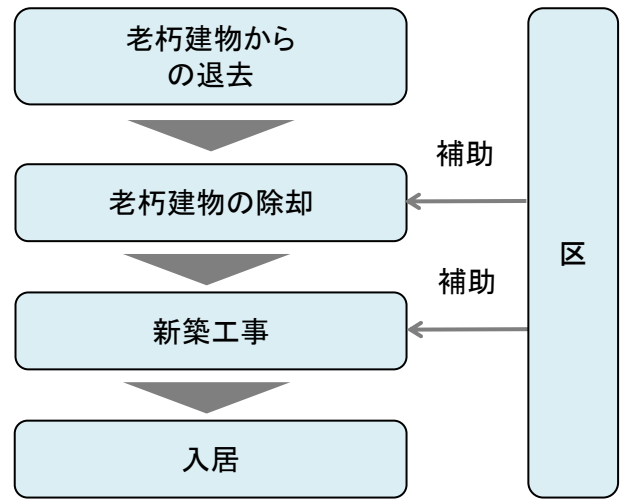 老朽建物から
の退去
補助
老朽建物の除却
区
補助
新築工事
入居